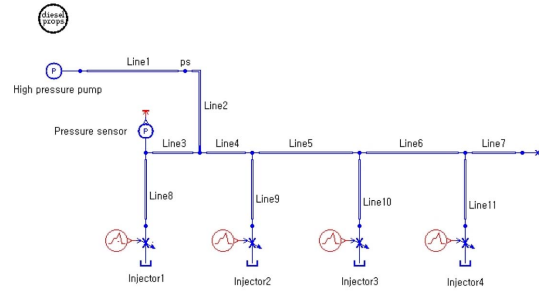 diesel
props
P
Line1
ps
High pressure pump
Line2
Pressure sensor
P
Line3
Line4
Line5
Line6
Line7
Line8
Line9
Line10
Line11
Injector1
Injector2
Injector3
Injector4